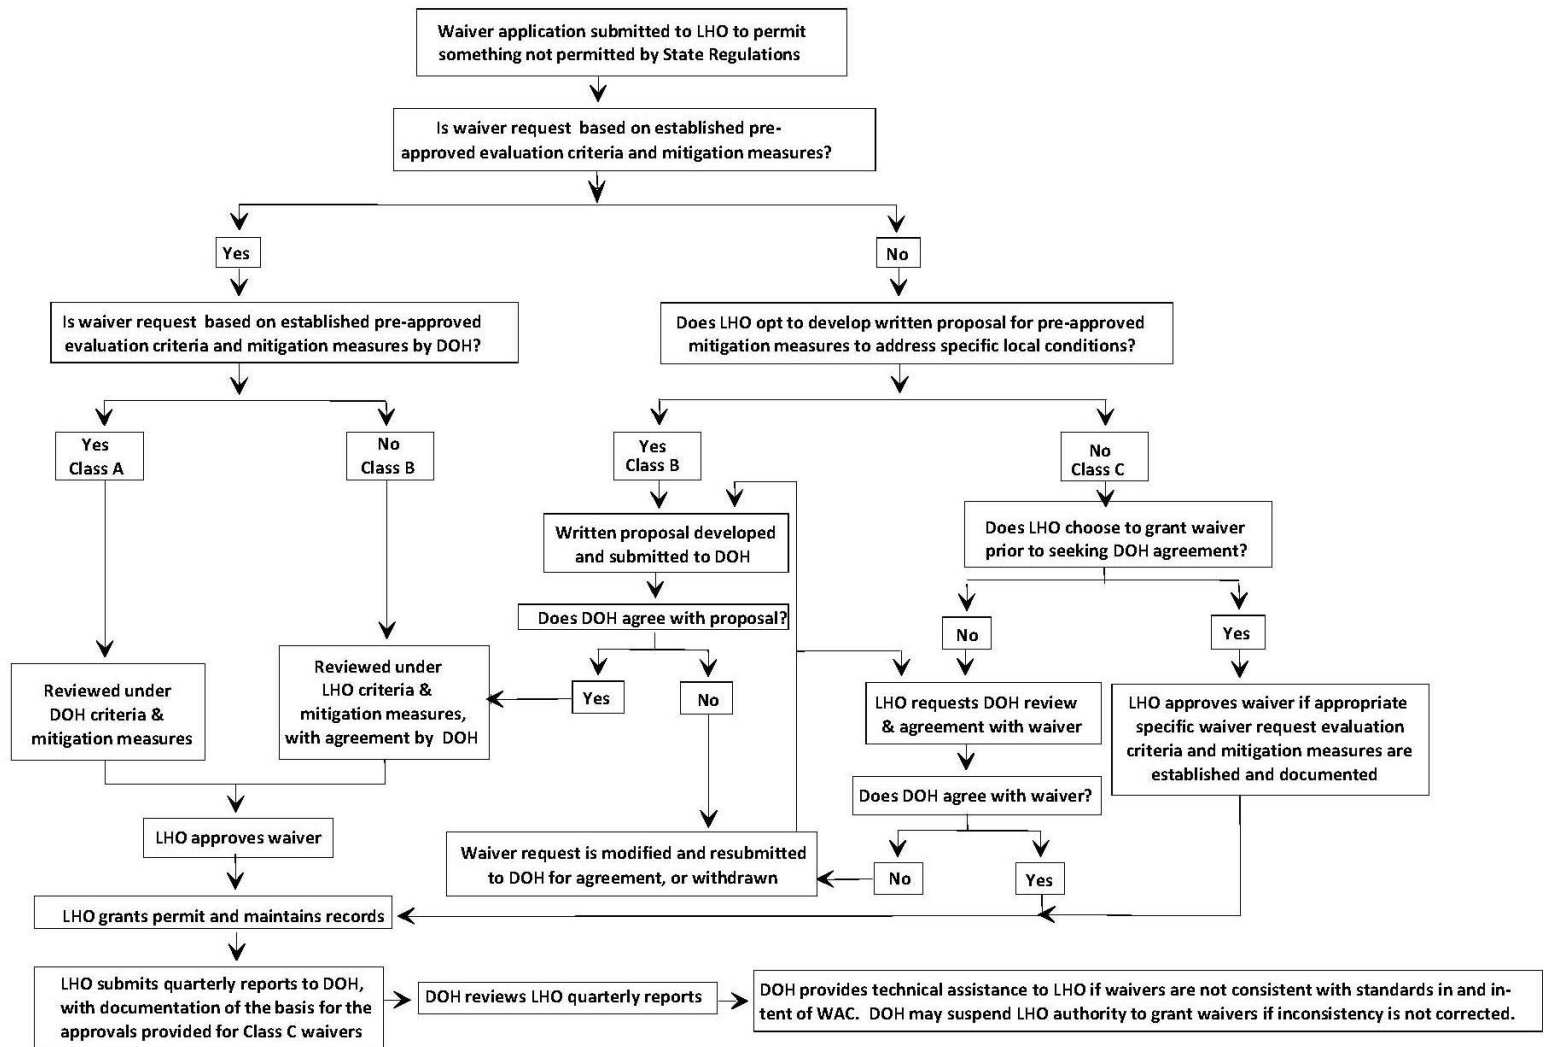 Waiver application submitted to LHO to permit
something not permitted by State Regulations
Is waiver request based on established pre-
approved evaluation criteria and mitigation measures?
Yes
No
Is waiver request based on established pre-approved
evaluation criteria and mitigation measures by DOH?
Does LHO opt to develop written proposal for pre-approved
mitigation measures to address specific local conditions?
Yes
Class A
No
Class B
Yes
Class B
No
Class C
Written proposal developed
and submitted to DOH
Does LHO choose to grant waiver
prior to seeking DOH agreement?
Does DOH agree with proposal?
No
Yes
Reviewed under
DOH criteria &
mitigation measures
Reviewed under
LHO criteria &
mitigation measures,
with agreement by DOH
Yes
No
LHO requests DOH review
& agreement with waiver
LHO approves waiver if appropriate
specific waiver request evaluation
criteria and mitigation measures are
established and documented
Does DOH agree with waiver?
LHO approves waiver
Waiver request is modified and resubmitted
to DOH for agreement, or withdrawn
No
Yes
LHO grants permit and maintains records
LHO submits quarterly reports to DOH,
with documentation of the basis for the
approvals provided for Class C waivers
DOH reviews LHO quarterly reports
DOH provides technical assistance to LHO if waivers are not consistent with standards in and in-
tent of WAC. DOH may suspend LHO authority to grant waivers if inconsistency is not corrected.